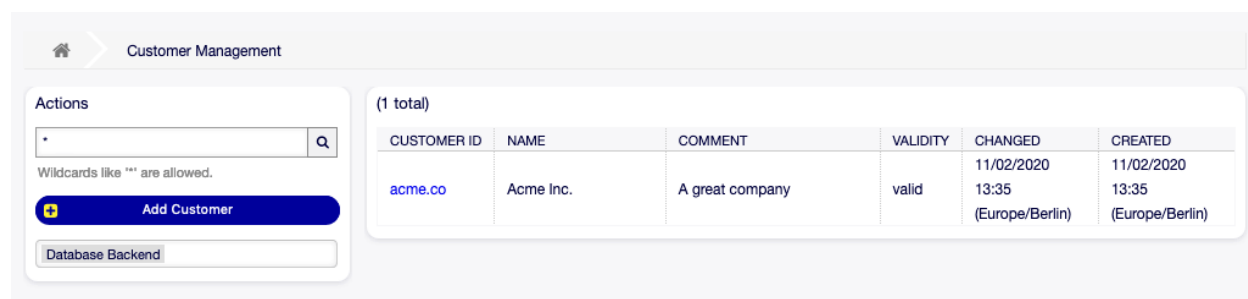 Customer Management
Actions
*
Wildcards like '*' are allowed.
Add Customer
Database Backend
(1 total)
CUSTOMER ID NAME COMMENT VALIDITY CHANGED CREATED
acme.co Acme Inc. A great company valid 11/02/2020 13:35 (Europe/Berlin) 11/02/2020 13:35 (Europe/Berlin)